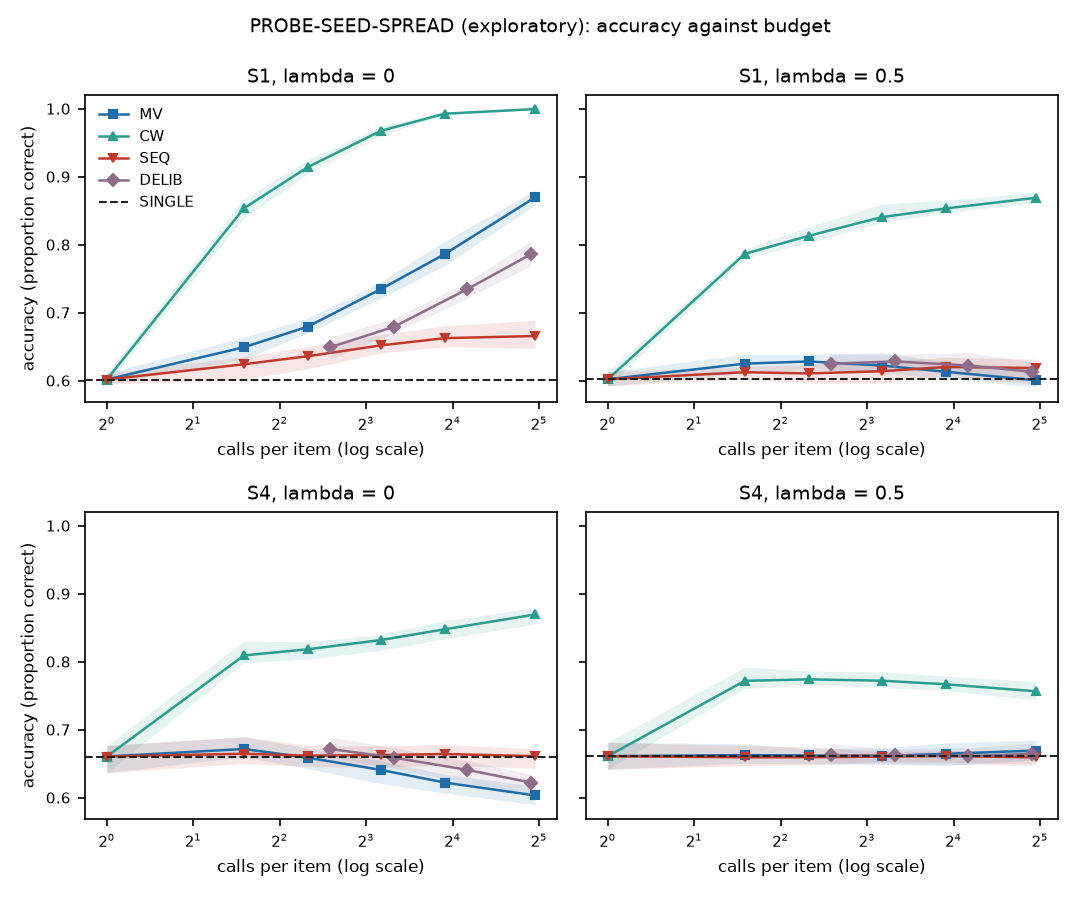 PROBE-SEED-SPREAD (exploratory): accuracy against budget
S1, lambda = 0
S1, lambda = 0.5
MV
CW
SEQ
DELIB
SINGLE
accuracy (proportion correct)
1.0
0.9
0.8
0.7
0.6
2⁰ 2¹ 2² 2³ 2⁴ 2⁵
calls per item (log scale)
2⁰ 2¹ 2² 2³ 2⁴ 2⁵
calls per item (log scale)
S4, lambda = 0
S4, lambda = 0.5
accuracy (proportion correct)
1.0
0.9
0.8
0.7
0.6
2⁰ 2¹ 2² 2³ 2⁴ 2⁵
calls per item (log scale)
2⁰ 2¹ 2² 2³ 2⁴ 2⁵
calls per item (log scale)